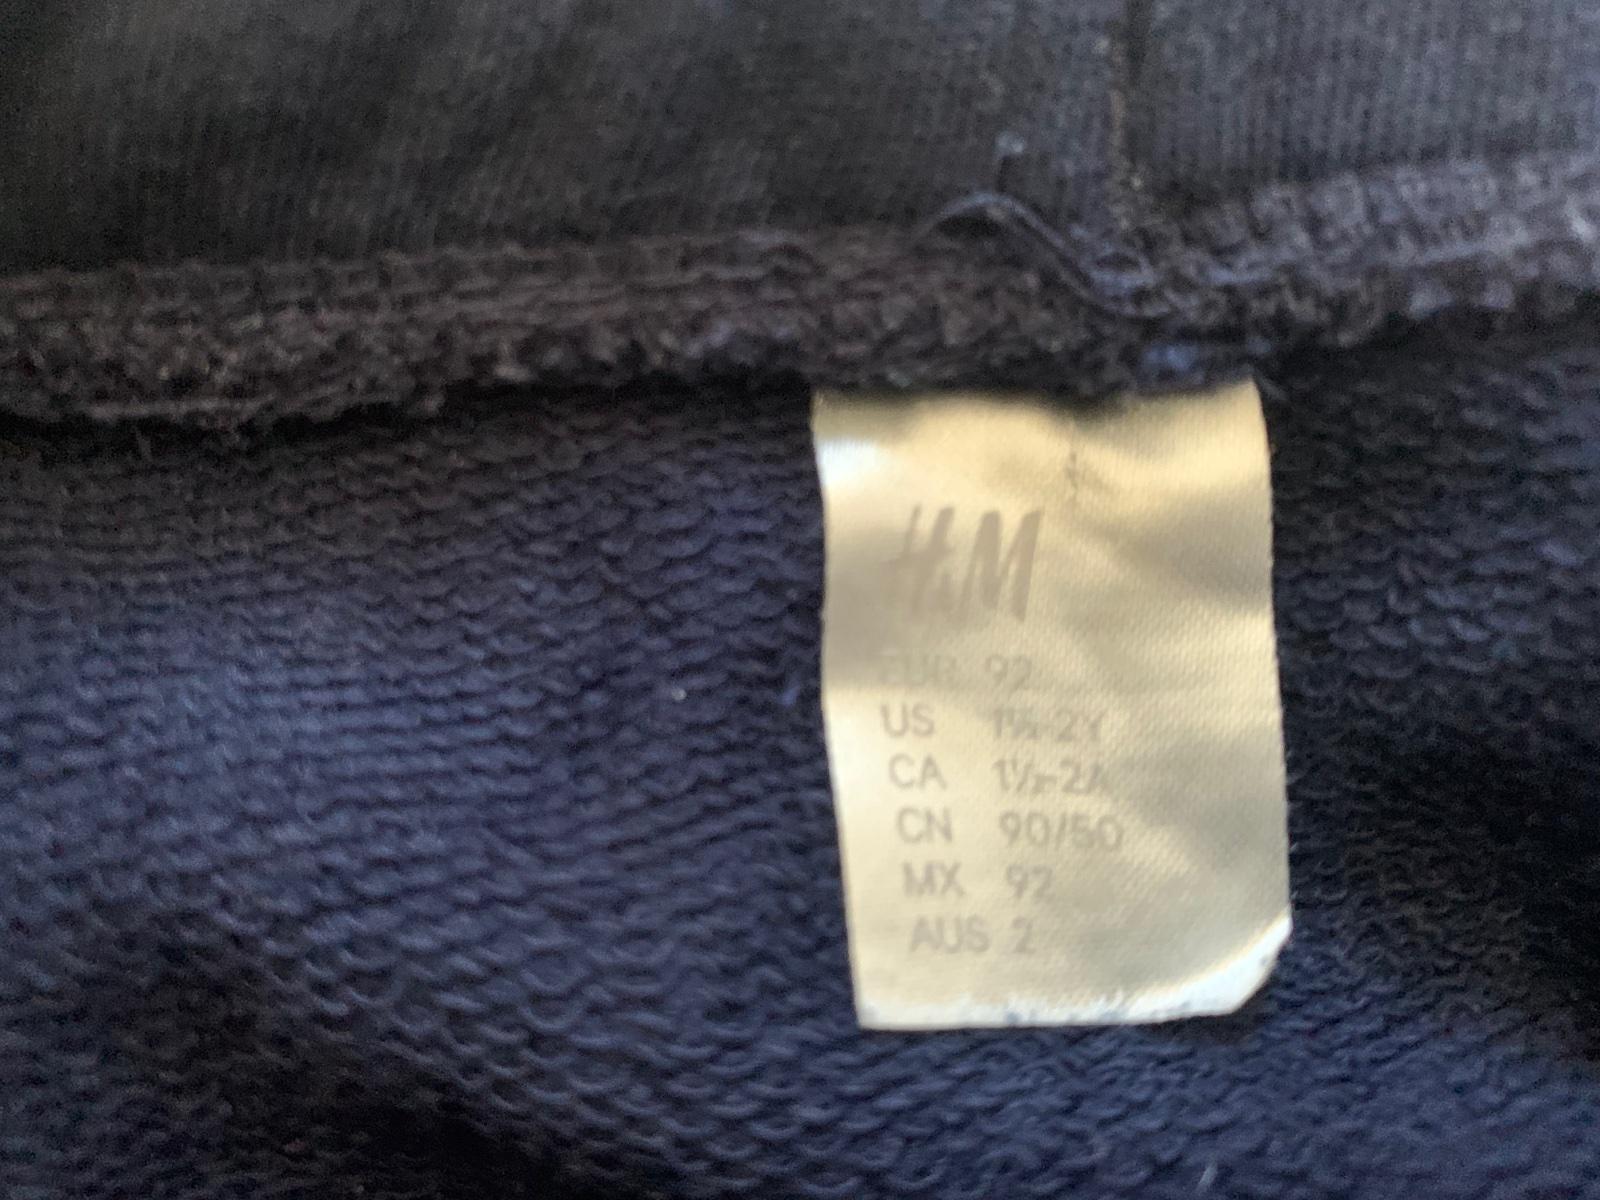 H&M
EUR 92
US 1½-2Y
CA 1½-2A
CN 90/50
MX 92
AUS 2